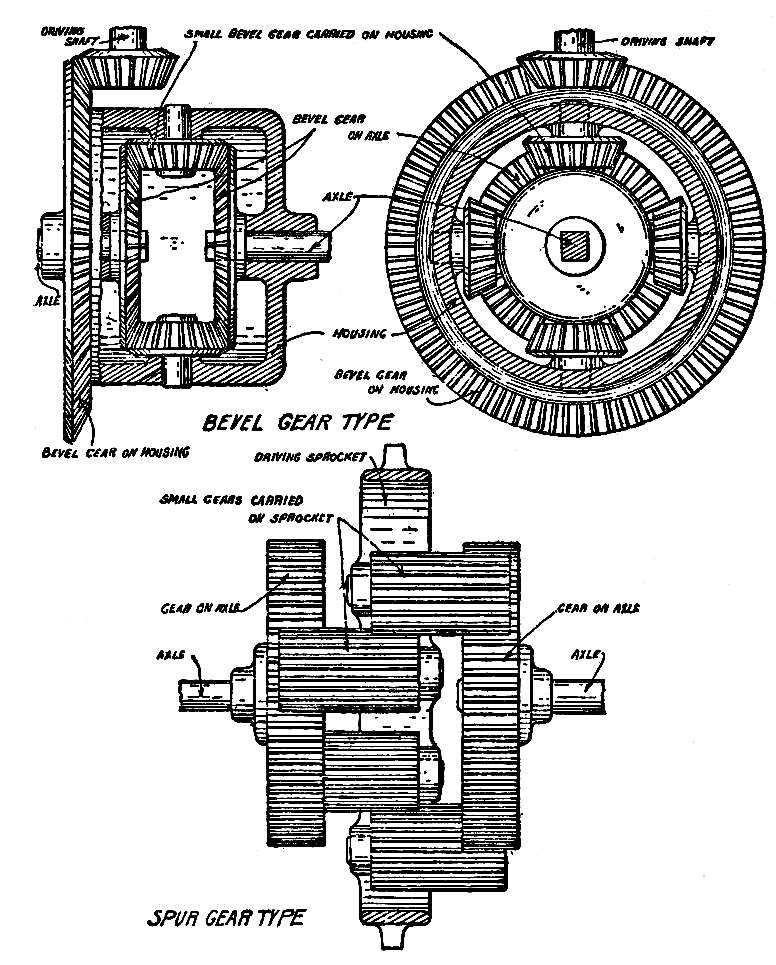 DRIVING
SHAFT
SMALL BEVEL GEAR CARRIED ON HOUSING
DRIVING SHAFT
BEVEL GEAR
ON AXLE
AXLE
AXLE
HOUSING
BEVEL GEAR
ON HOUSING
BEVEL GEAR TYPE
BEVEL GEAR ON HOUSING
DRIVING SPROCKET
SMALL GEARS CARRIED
ON SPROCKET
GEAR ON AXLE
GEAR ON AXLE
AXLE
AXLE
SPUR GEAR TYPE